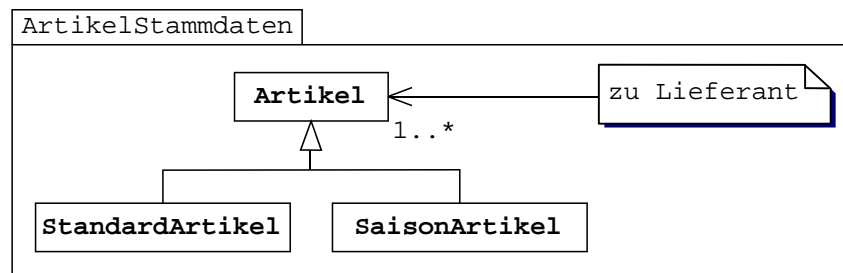 ArtikelStammdaten
Artikel
zu Lieferant
1..*
StandardArtikel
SaisonArtikel